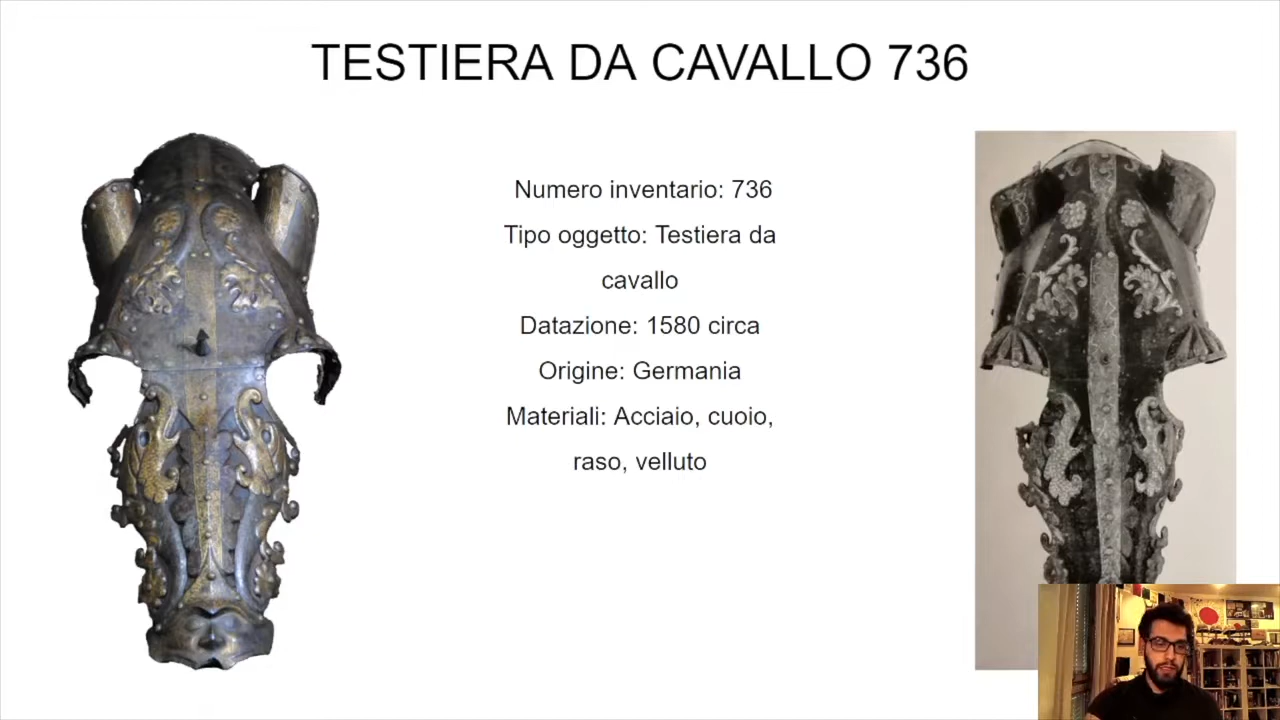 TESTIERA DA CAVALLO 736
Numero inventario: 736
Tipo oggetto: Testiera da
cavallo
Datazione: 1580 circa
Origine: Germania
Materiali: Acciaio, cuoio,
raso, velluto